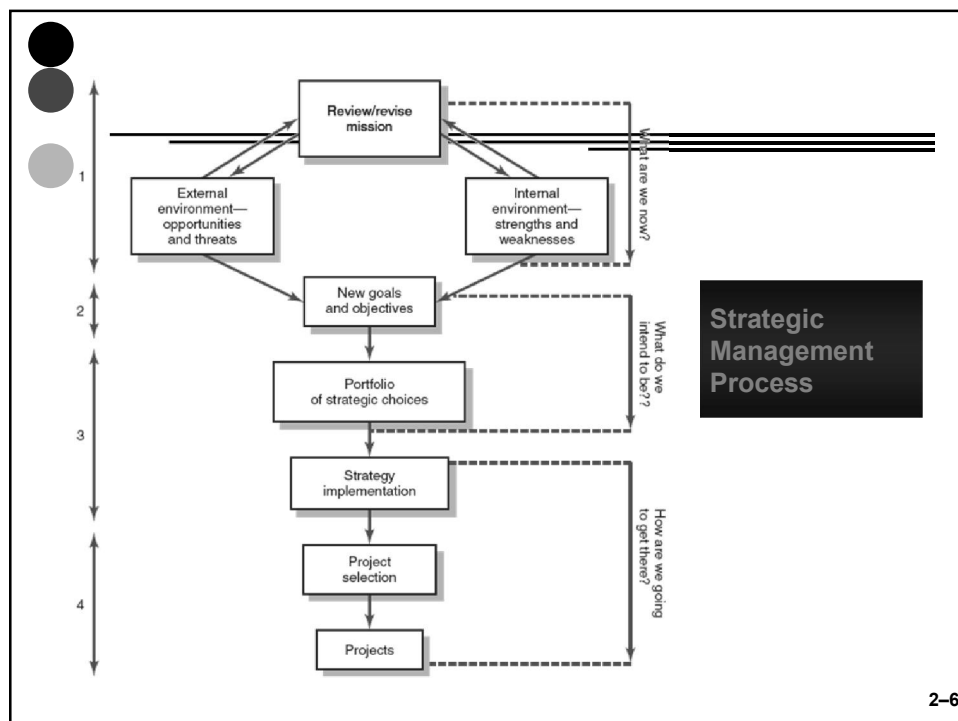 Review/revise
mission
1
External
environment—
opportunities
and threats
Internal
environment—
strengths and
weaknesses
What are we now?
2
New goals
and objectives
What do we
intend to be??
Portfolio
of strategic choices
3
Strategy
implementation
How are we going
to get there?
Project
selection
4
Projects
Strategic
Management
Process
2–6